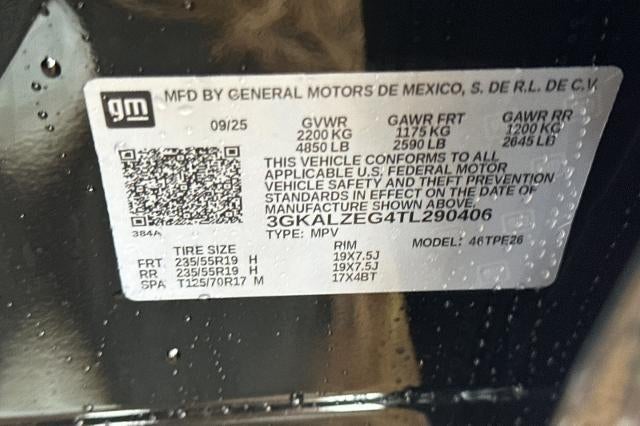 gm MFD BY GENERAL MOTORS DE MEXICO, S. DE R.L. DE C.V.
09/25 GVWR GAWR FRT GAWR RR
2200 KG 1175 KG 1200 KG
4850 LB 2590 LB 2645 LB
THIS VEHICLE CONFORMS TO ALL
APPLICABLE U.S. FEDERAL MOTOR
VEHICLE SAFETY AND THEFT PREVENTION
STANDARDS IN EFFECT ON THE DATE OF
MANUFACTURE SHOWN ABOVE.
3GKALZEG4TL290406
384A TYPE: MPV MODEL: 46TPE26
TIRE SIZE RIM
FRT 235/55R19 H 19X7.5J
RR 235/55R19 H 19X7.5J
SPA T125/70R17 M 17X4BT